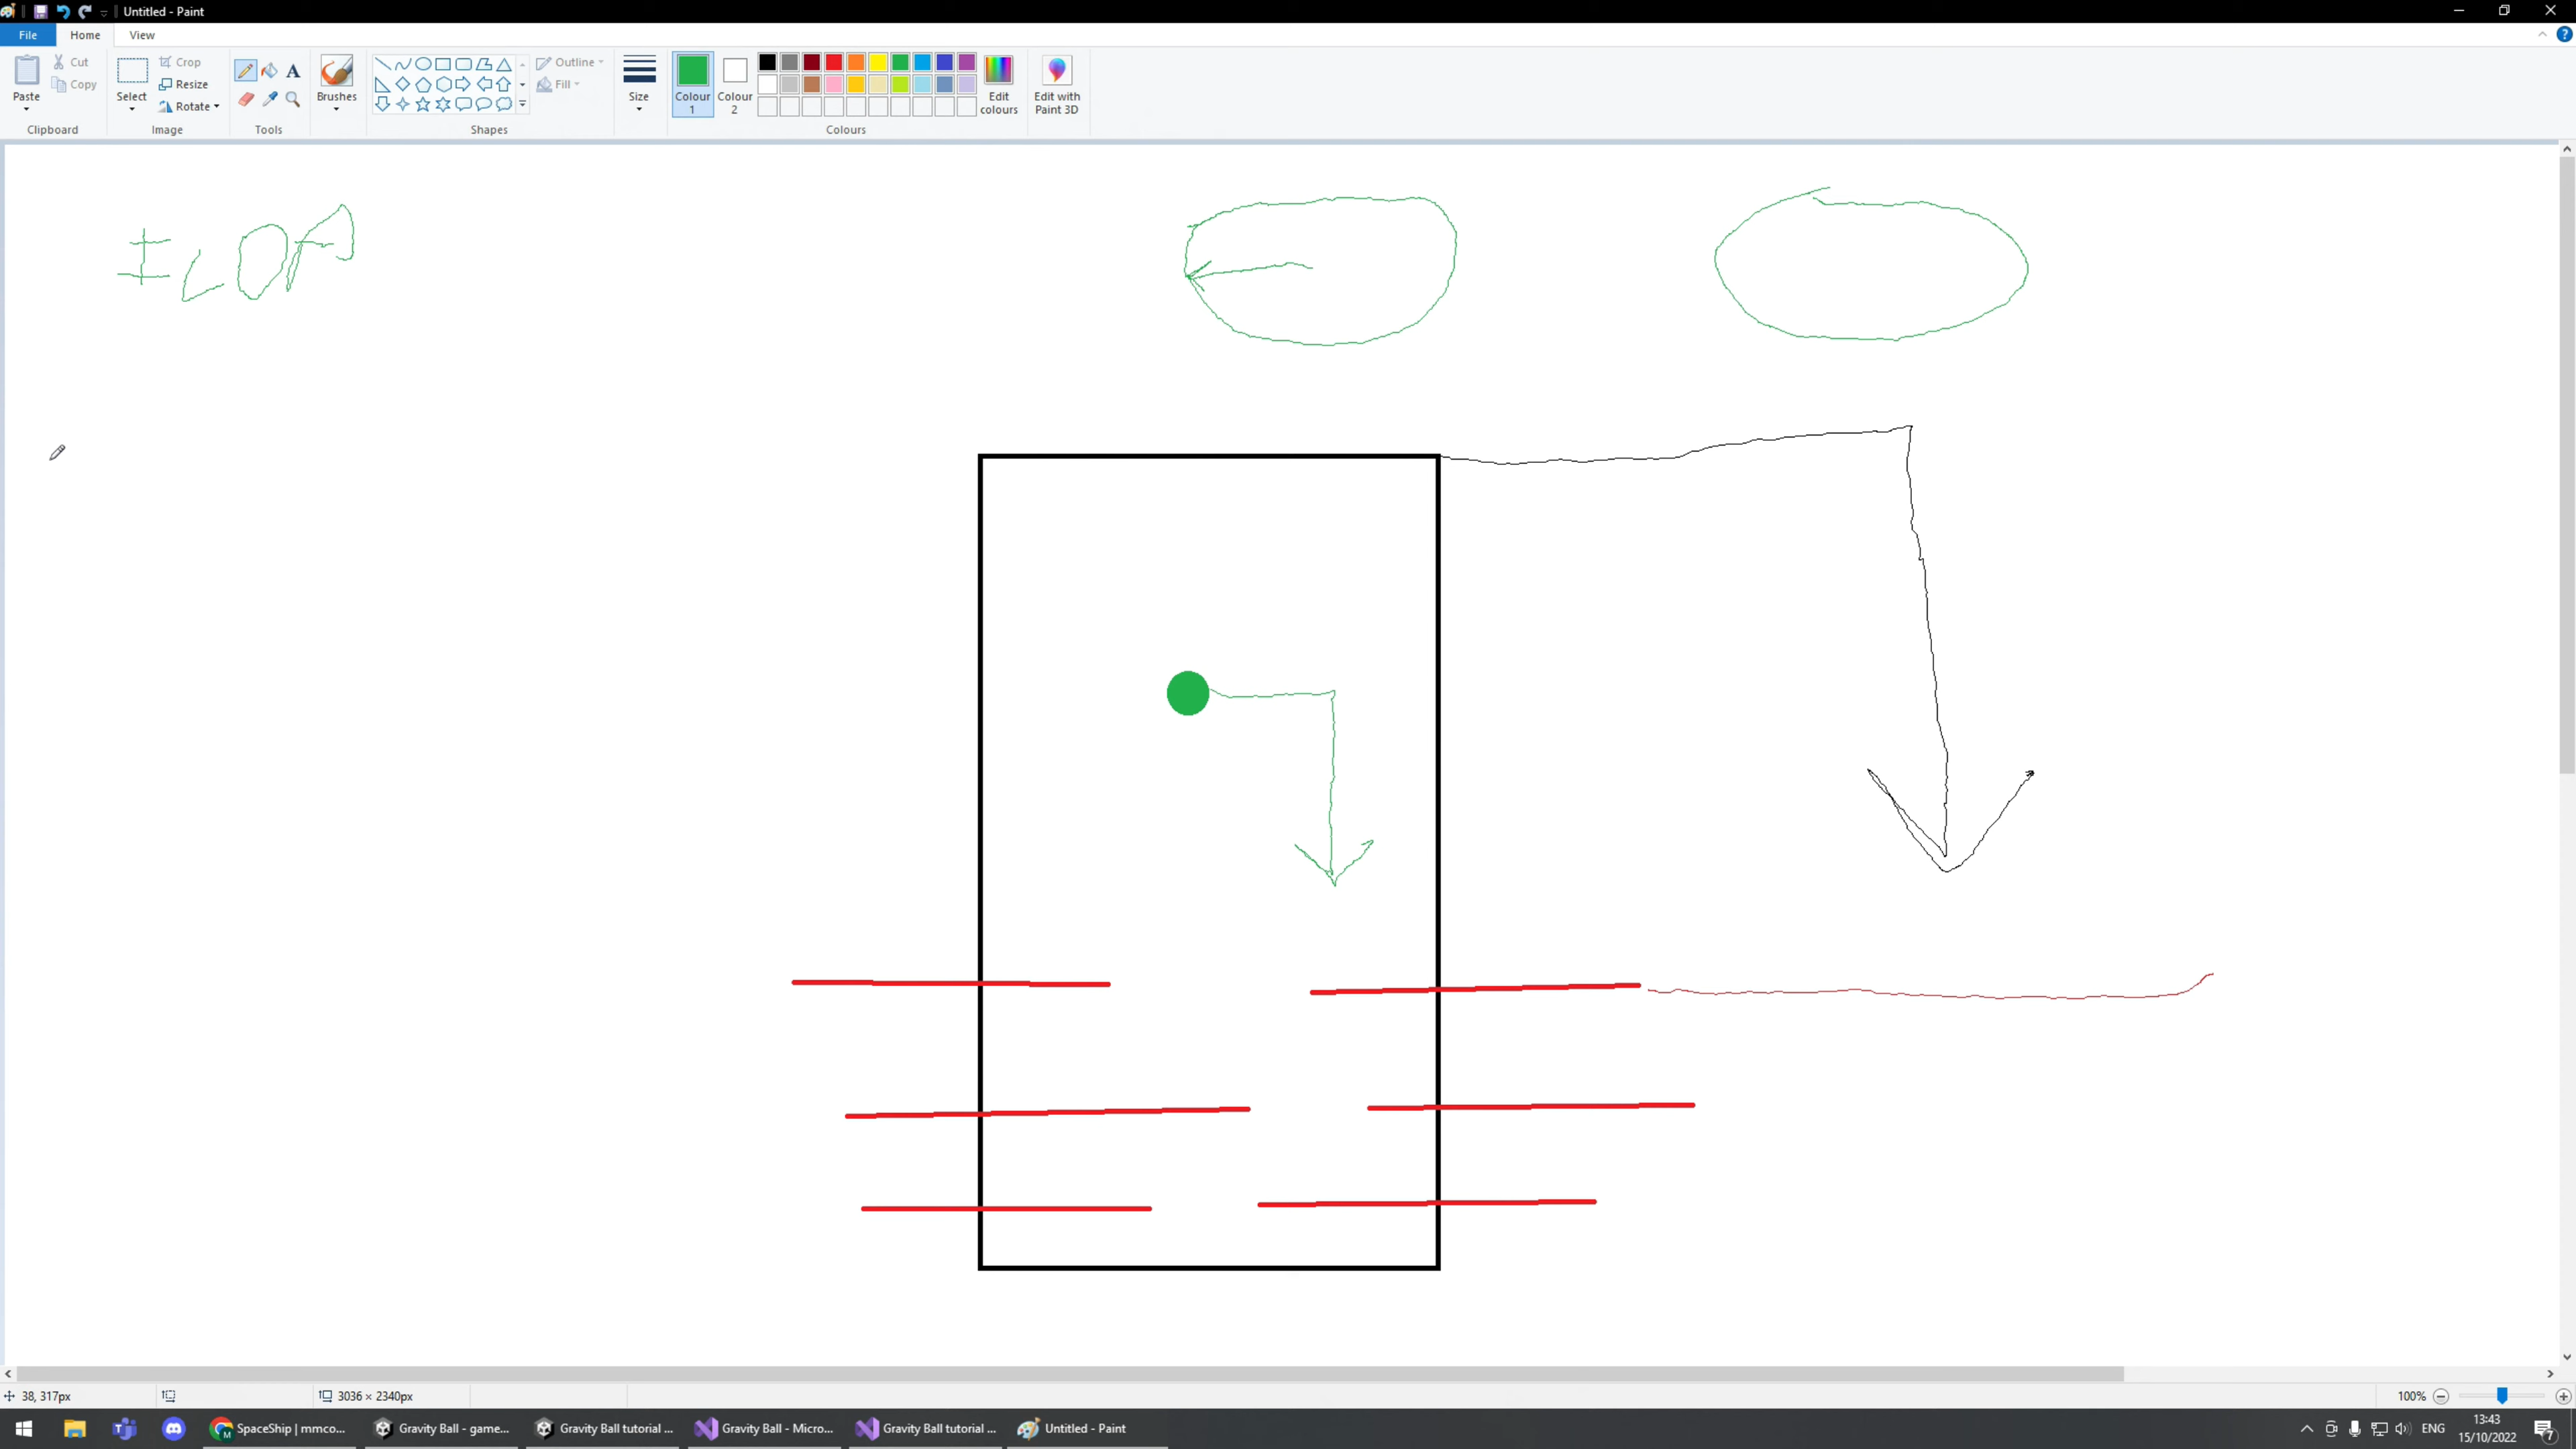 Untitled - Paint
File Home View
Paste
Cut
Copy
Clipboard
Select
Crop
Resize
Rotate
Image
Tools
Brushes
Shapes
Outline
Fill
Size
Colour 1
Colour 2
Edit colours
Colours
Edit with Paint 3D
38, 317px
3036 × 2340px
100%
SpaceShip | mmco...
Gravity Ball - game...
Gravity Ball tutorial ...
Gravity Ball - Micro...
Gravity Ball tutorial ...
Untitled - Paint
ENG
13:43
15/10/2022
7